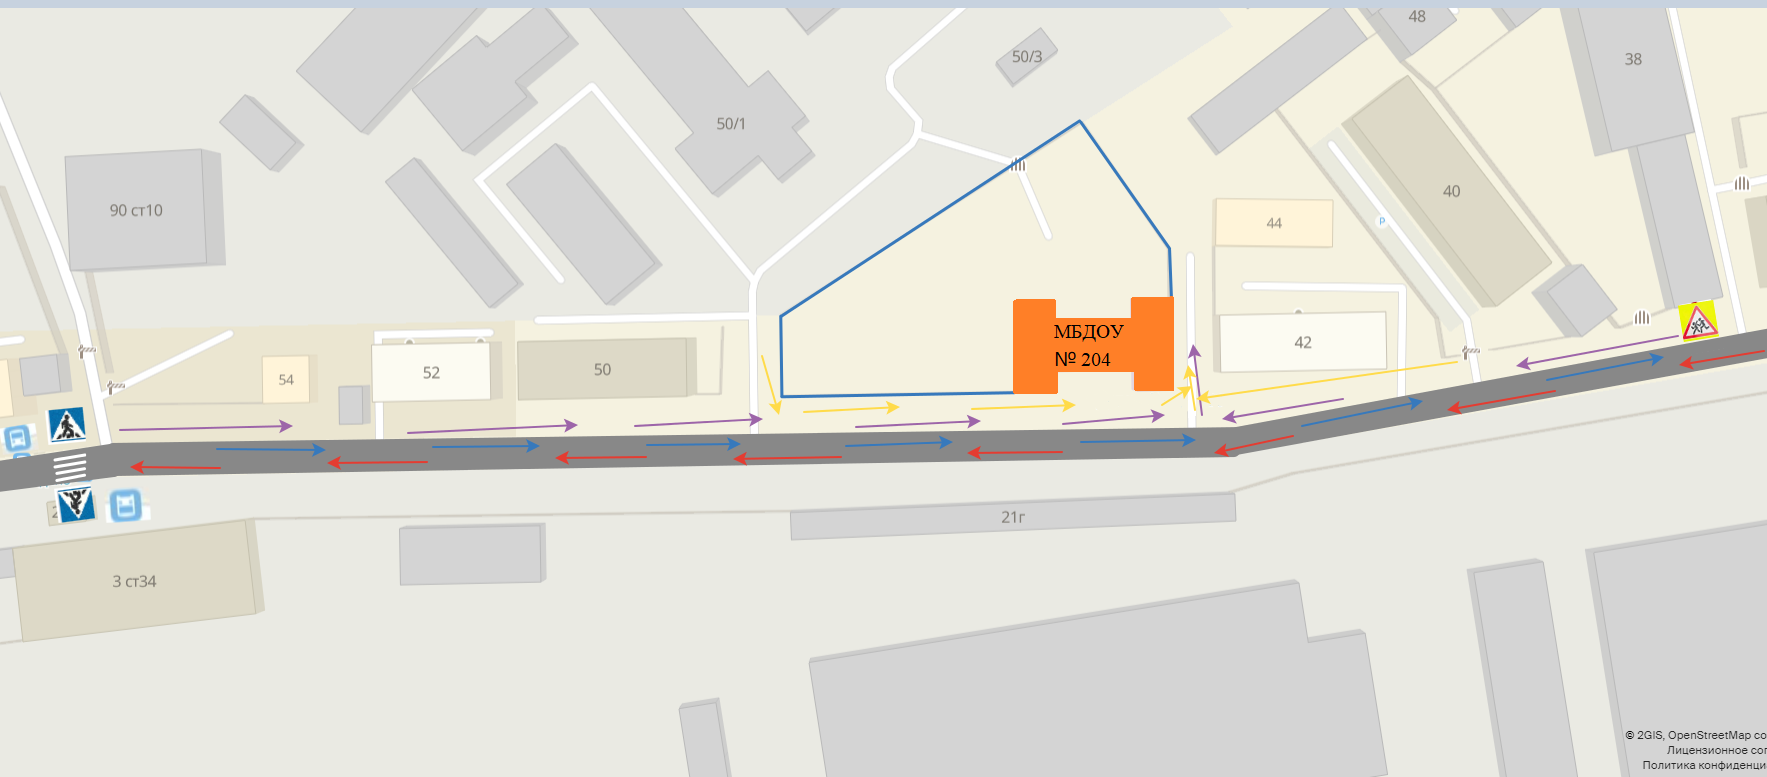 48
50/3
38
50/1
40
90 ст10
44
P
МБДОУ
№ 204
42
50
52
54
21г
3 ст34
© 2GIS, OpenStreetMap co
Лицензионное сог
Политика конфиденци